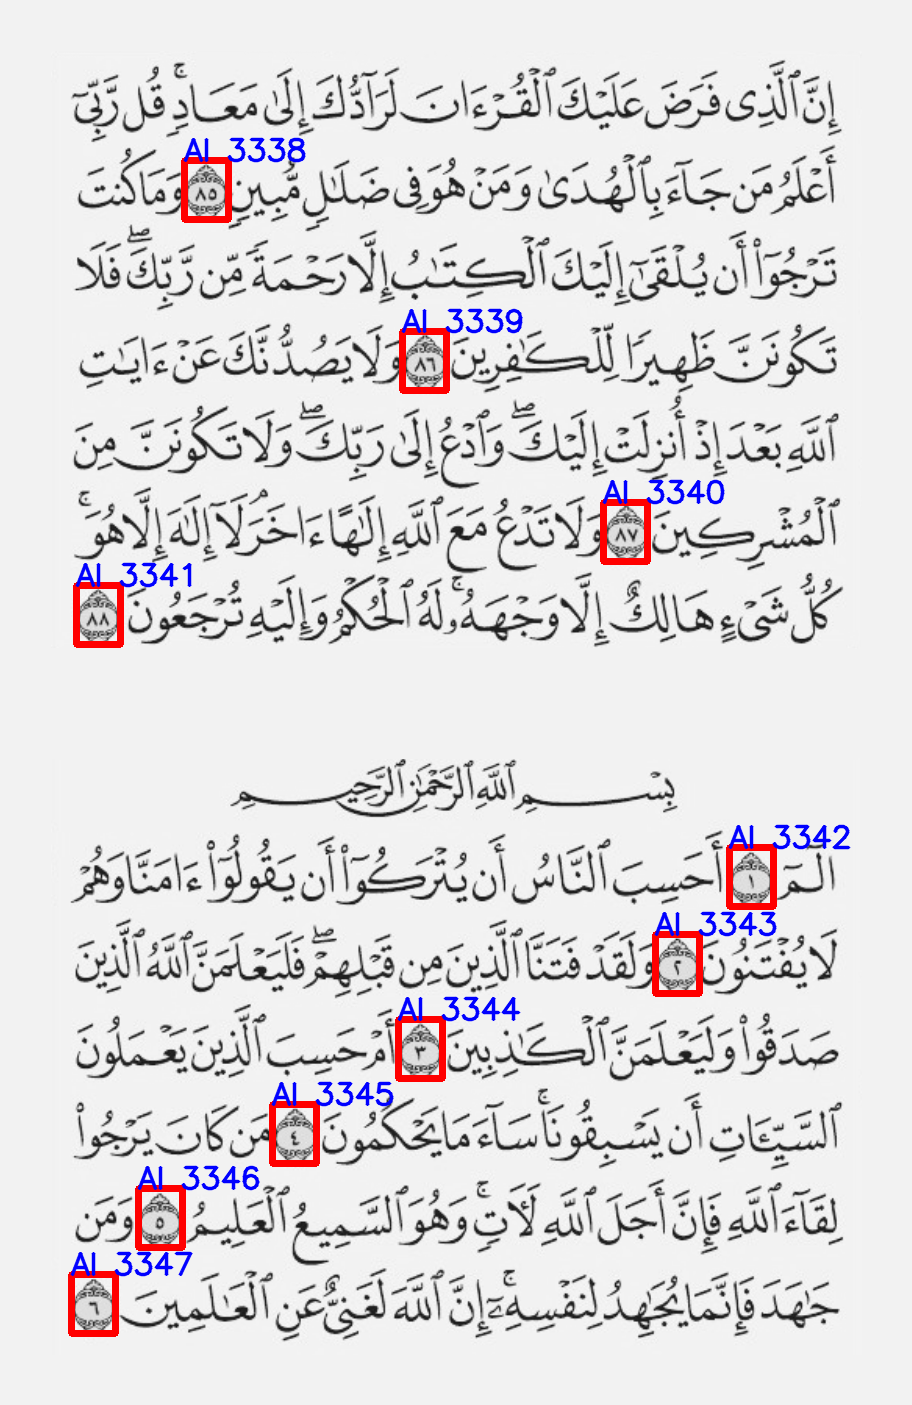 إِنَّ ٱلَّذِى فَرَضَ عَلَيْكَ ٱلْقُرْءَانَ لَرَآدُّكَ إِلَىٰ مَعَادٍۚ قُل رَّبِّىٓ
AI 3338
أَعْلَمُ مَن جَآءَ بِٱلْهُدَىٰ وَمَنْ هُوَ فِى ضَلَٰلٍ مُّبِينٍ ٨٥ وَمَا كُنتَ
تَرْجُوٓا۟ أَن يُلْقَىٰٓ إِلَيْكَ ٱلْكِتَٰبُ إِلَّا رَحْمَةً مِّن رَّبِّكَۖ فَلَا
AI 3339
تَكُونَنَّ ظَهِيرًا لِّلْكَٰفِرِينَ ٨٦ وَلَا يَصُدُّنَّكَ عَنْ ءَايَٰتِ
ٱللَّهِ بَعْدَ إِذْ أُنزِلَتْ إِلَيْكَۖ وَٱدْعُ إِلَىٰ رَبِّكَۖ وَلَا تَكُونَنَّ مِنَ
AI 3340
ٱلْمُشْرِكِينَ ٨٧ وَلَا تَدْعُ مَعَ ٱللَّهِ إِلَٰهًا ءَاخَرَۘ لَآ إِلَٰهَ إِلَّا هُوَۚ
AI 3341
كُلُّ شَىْءٍ هَالِكٌ إِلَّا وَجْهَهُۥۚ لَهُ ٱلْحُكْمُ وَإِلَيْهِ تُرْجَعُونَ ٨٨
بِسْمِ ٱللَّهِ ٱلرَّحْمَٰنِ ٱلرَّحِيمِ
AI 3342
الٓمٓ ١ أَحَسِبَ ٱلنَّاسُ أَن يُتْرَكُوٓا۟ أَن يَقُولُوٓا۟ ءَامَنَّا وَهُمْ
AI 3343
لَا يُفْتَنُونَ ٢ وَلَقَدْ فَتَنَّا ٱلَّذِينَ مِن قَبْلِهِمْۖ فَلَيَعْلَمَنَّ ٱللَّهُ ٱلَّذِينَ
AI 3344
صَدَقُوا۟ وَلَيَعْلَمَنَّ ٱلْكَٰذِبِينَ ٣ أَمْ حَسِبَ ٱلَّذِينَ يَعْمَلُونَ
AI 3345
ٱلسَّيِّـَٔاتِ أَن يَسْبِقُونَاۚ سَآءَ مَا يَحْكُمُونَ ٤ مَن كَانَ يَرْجُوا۟
AI 3346
لِقَآءَ ٱللَّهِ فَإِنَّ أَجَلَ ٱللَّهِ لَـَٔاتٍۚ وَهُوَ ٱلسَّمِيعُ ٱلْعَلِيمُ ٥ وَمَن
AI 3347
جَٰهَدَ فَإِنَّمَا يُجَٰهِدُ لِنَفْسِهِۦٓۚ إِنَّ ٱللَّهَ لَغَنِىٌّ عَنِ ٱلْعَٰلَمِينَ ٦